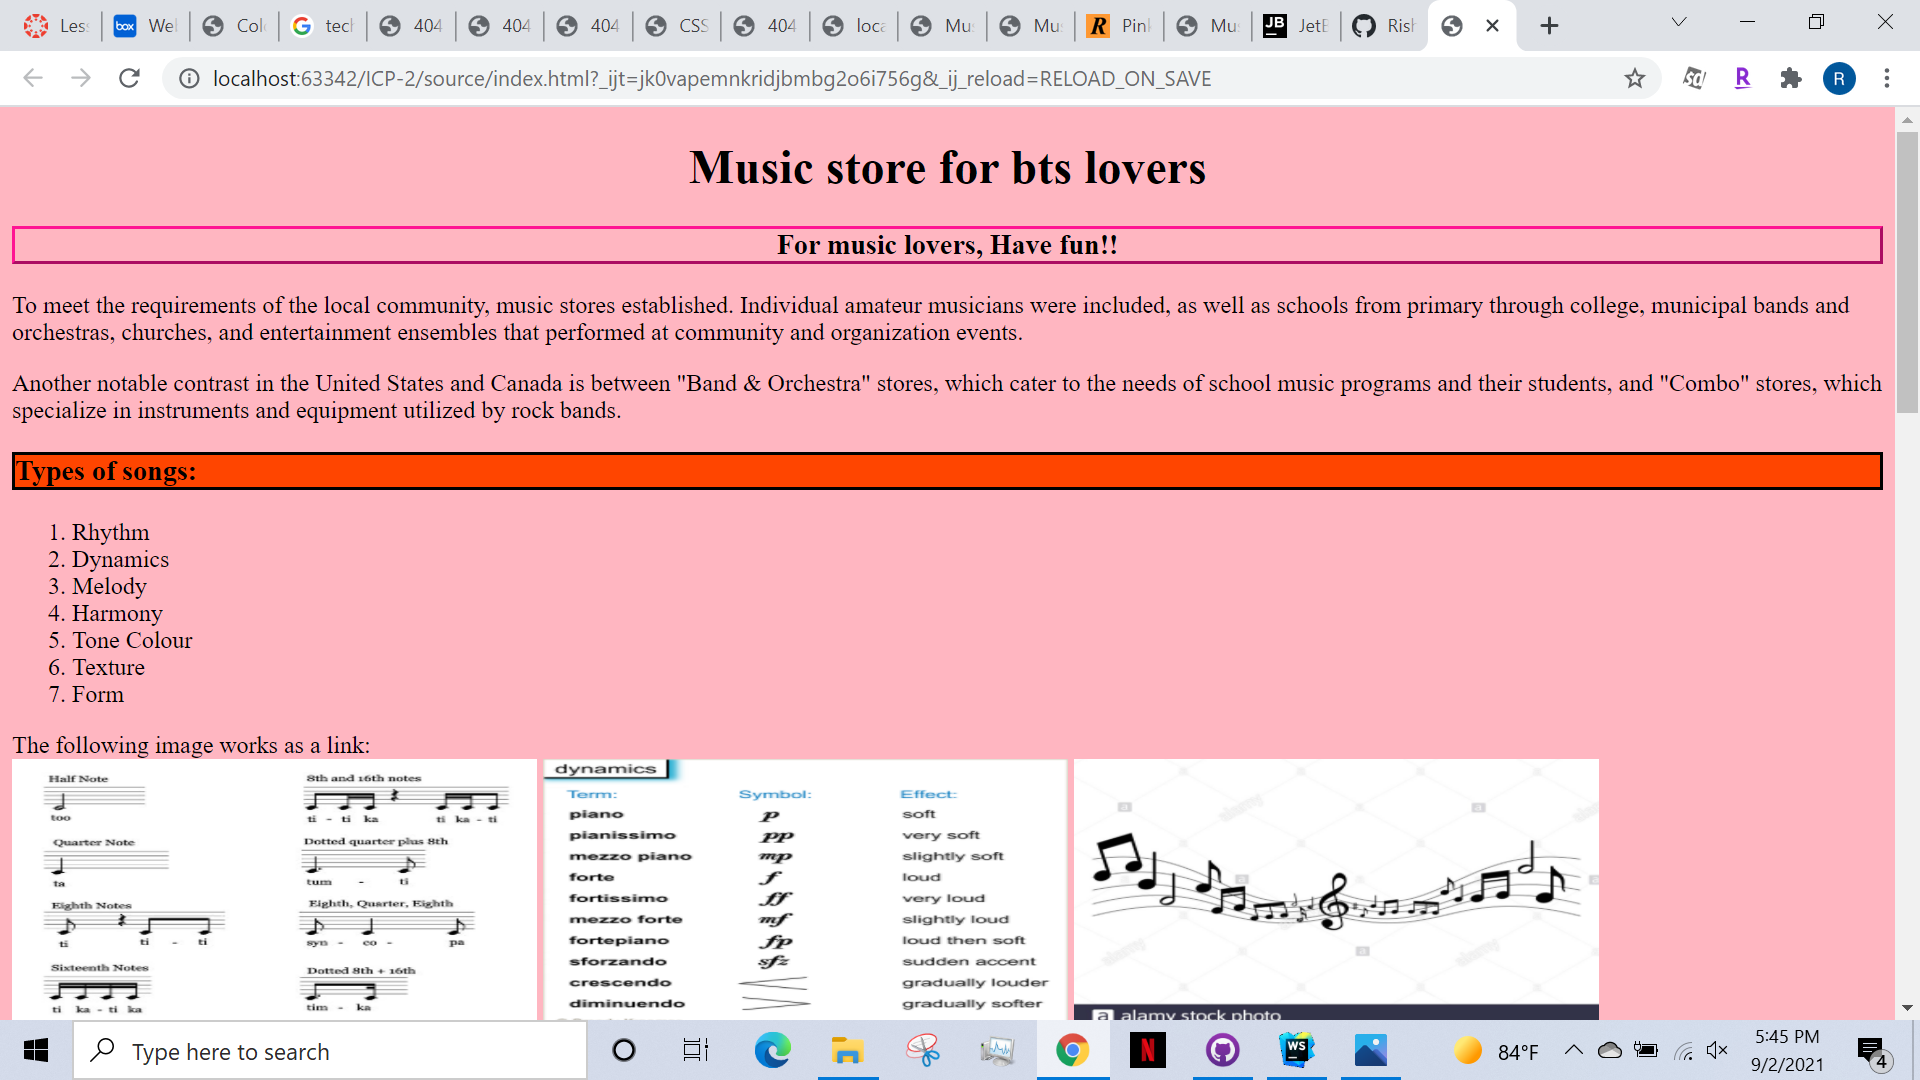 Les
box
Wel
Col
tech
404
404
404
CSS
404
loca
Mus
Mus
R
Pink
Mus
JB
JetB
Rish
localhost:63342/ICP-2/source/index.html?_ijt=jk0vapemnkridjbmbg2o6i756g&_ij_reload=RELOAD_ON_SAVE
R
R
Music store for bts lovers
For music lovers, Have fun!!
To meet the requirements of the local community, music stores established. Individual amateur musicians were included, as well as schools from primary through college, municipal bands and
orchestras, churches, and entertainment ensembles that performed at community and organization events.
Another notable contrast in the United States and Canada is between "Band & Orchestra" stores, which cater to the needs of school music programs and their students, and "Combo" stores, which
specialize in instruments and equipment utilized by rock bands.
Types of songs:
1. Rhythm
2. Dynamics
3. Melody
4. Harmony
5. Tone Colour
6. Texture
7. Form
The following image works as a link:
Half Note
too
8th and 16th notes
ti - ti ka ti ka - ti
Quarter Note
ta
Dotted quarter plus 8th
tum - ti
Eighth Notes
ti ti - ti
Eighth, Quarter, Eighth
syn - co - pa
Sixteenth Notes
ti ka - ti ka
Dotted 8th + 16th
tim - ka
dynamics
Term: Symbol: Effect:
piano p soft
pianissimo pp very soft
mezzo piano mp slightly soft
forte f loud
fortissimo ff very loud
mezzo forte mf slightly loud
fortepiano fp loud then soft
sforzando sfz sudden accent
crescendo gradually louder
diminuendo gradually softer
a alamy stock photo
Type here to search
N
WS
84°F
5:45 PM
9/2/2021
4